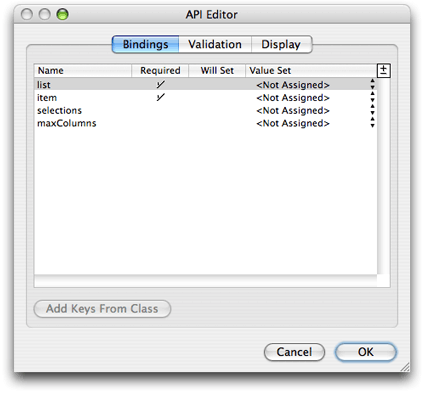 API Editor
Bindings Validation Display
Name Required Will Set Value Set
list <Not Assigned>
item <Not Assigned>
selections <Not Assigned>
maxColumns <Not Assigned>
Add Keys From Class
Cancel OK